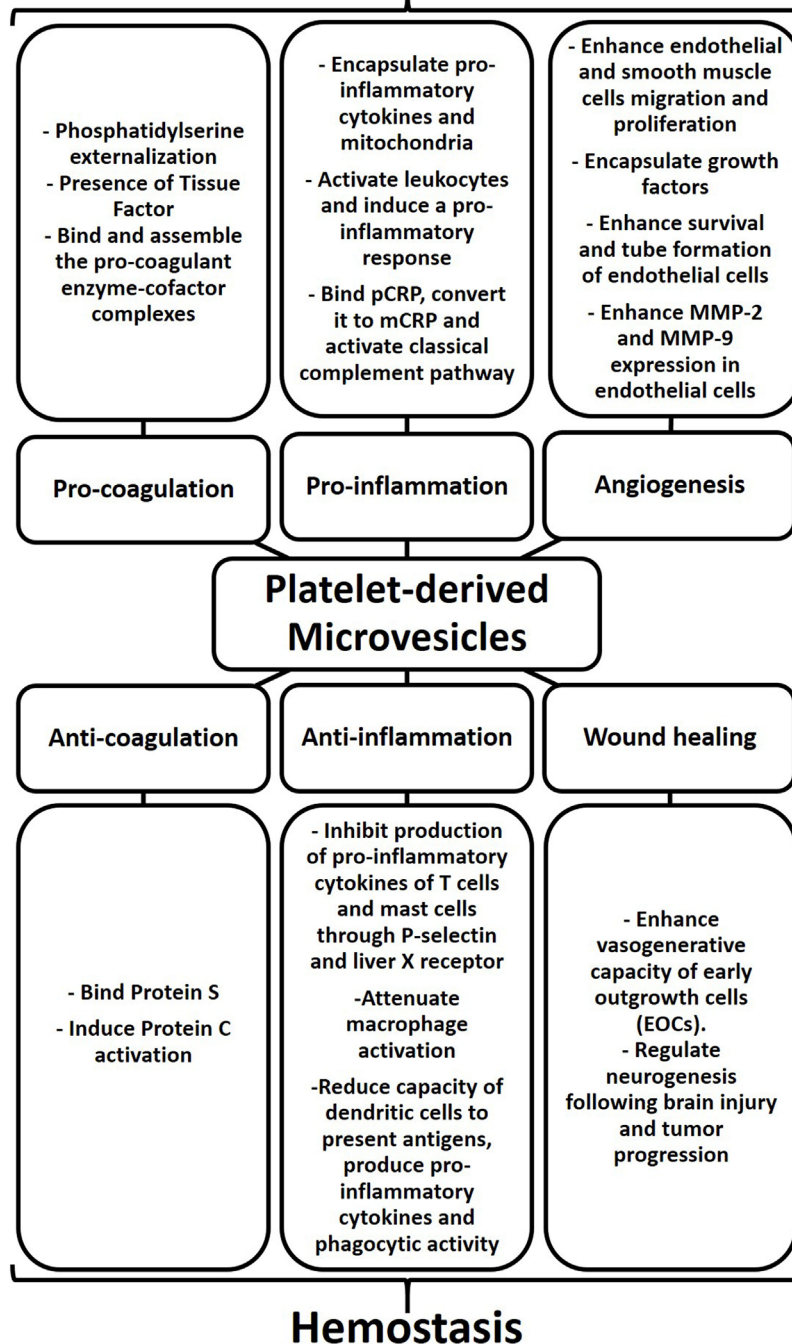 - Phosphatidylserine
externalization
- Presence of Tissue
Factor
- Bind and assemble
the pro-coagulant
enzyme-cofactor
complexes
- Encapsulate pro-
inflammatory
cytokines and
mitochondria
- Activate leukocytes
and induce a pro-
inflammatory
response
- Bind pCRP, convert
it to mCRP and
activate classical
complement pathway
- Enhance endothelial
and smooth muscle
cells migration and
proliferation
- Encapsulate growth
factors
- Enhance survival
and tube formation
of endothelial cells
- Enhance MMP-2
and MMP-9
expression in
endothelial cells
Pro-coagulation
Pro-inflammation
Angiogenesis
Platelet-derived
Microvesicles
Anti-coagulation
Anti-inflammation
Wound healing
- Bind Protein S
- Induce Protein C
activation
- Inhibit production
of pro-inflammatory
cytokines of T cells
and mast cells
through P-selectin
and liver X receptor
-Attenuate
macrophage
activation
-Reduce capacity of
dendritic cells to
present antigens,
produce pro-
inflammatory
cytokines and
phagocytic activity
- Enhance
vasogenerative
capacity of early
outgrowth cells
(EOCs).
- Regulate
neurogenesis
following brain injury
and tumor
progression
Hemostasis